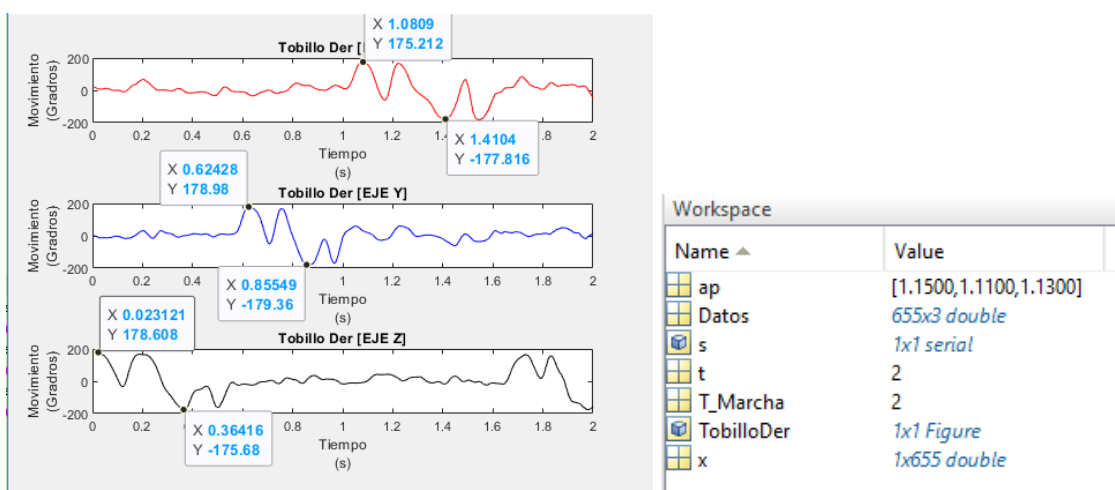 X 1.0809
Y 175.212
Tobillo Der [
Movimiento
(Gradros)
200
0
-200
0 0.2 0.4 0.6 0.8 1 1.2 1. .8 2
Tiempo
(s)
X 1.4104
Y -177.816
X 0.62428
Y 178.98
Tobillo Der [EJE Y]
Movimiento
(Gradros)
200
0
-200
0 0.2 0.4 0.6 0.8 1 1.2 1.4 1.6 1.8 2
Tiempo
(s)
X 0.85549
Y -179.36
X 0.023121
Y 178.608
Tobillo Der [EJE Z]
Movimiento
(Gradros)
200
0
-200
0 0.2 0.8 1 1.2 1.4 1.6 1.8 2
Tiempo
(s)
X 0.36416
Y -175.68
Workspace
Name Value
ap [1.1500,1.1100,1.1300]
Datos 655x3 double
s 1x1 serial
t 2
T_Marcha 2
TobilloDer 1x1 Figure
x 1x655 double